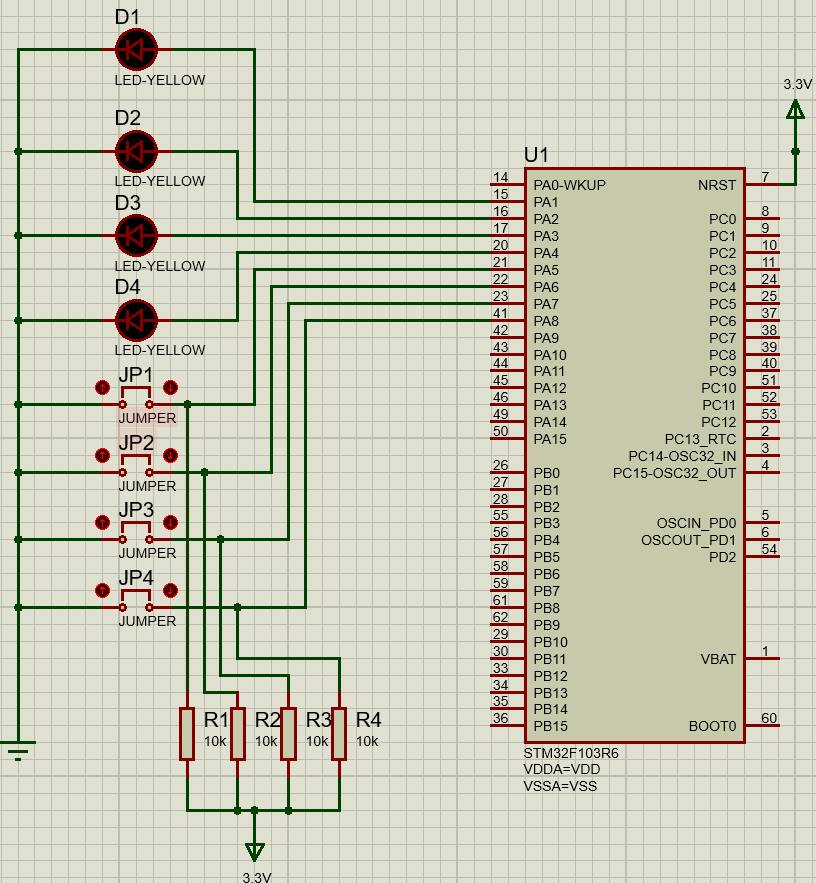 D1
LED-YELLOW
D2
LED-YELLOW
D3
LED-YELLOW
D4
LED-YELLOW
JP1
JUMPER
JP2
JUMPER
JP3
JUMPER
JP4
JUMPER
R1
10k
R2
10k
R3
10k
R4
10k
3.3V
3.3V
U1
14 PA0-WKUP
15 PA1
16 PA2
17 PA3
20 PA4
21 PA5
22 PA6
23 PA7
41 PA8
42 PA9
43 PA10
44 PA11
45 PA12
46 PA13
49 PA14
50 PA15
26 PB0
27 PB1
28 PB2
55 PB3
56 PB4
57 PB5
58 PB6
59 PB7
61 PB8
62 PB9
29 PB10
30 PB11
33 PB12
34 PB13
35 PB14
36 PB15
NRST 7
PC0 8
PC1 9
PC2 10
PC3 11
PC4 24
PC5 25
PC6 37
PC7 38
PC8 39
PC9 40
PC10 51
PC11 52
PC12 53
PC13_RTC 2
PC14-OSC32_IN 3
PC15-OSC32_OUT 4
OSCIN_PD0 5
OSCOUT_PD1 6
PD2 54
VBAT 1
BOOT0 60
STM32F103R6
VDDA=VDD
VSSA=VSS